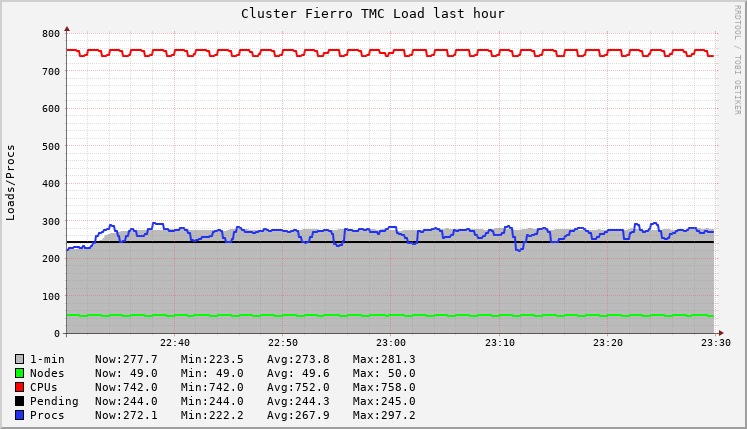 Cluster Fierro TMC Load last hour
RRDTOOL / TOBI OETIKER
Loads/Procs
800
700
600
500
400
300
200
100
0
22:40 22:50 23:00 23:10 23:20 23:30
1-min Now:277.7 Min:223.5 Avg:273.8 Max:281.3
Nodes Now: 49.0 Min: 49.0 Avg: 49.6 Max: 50.0
CPUs Now:742.0 Min:742.0 Avg:752.0 Max:758.0
Pending Now:244.0 Min:244.0 Avg:244.3 Max:245.0
Procs Now:272.1 Min:222.2 Avg:267.9 Max:297.2